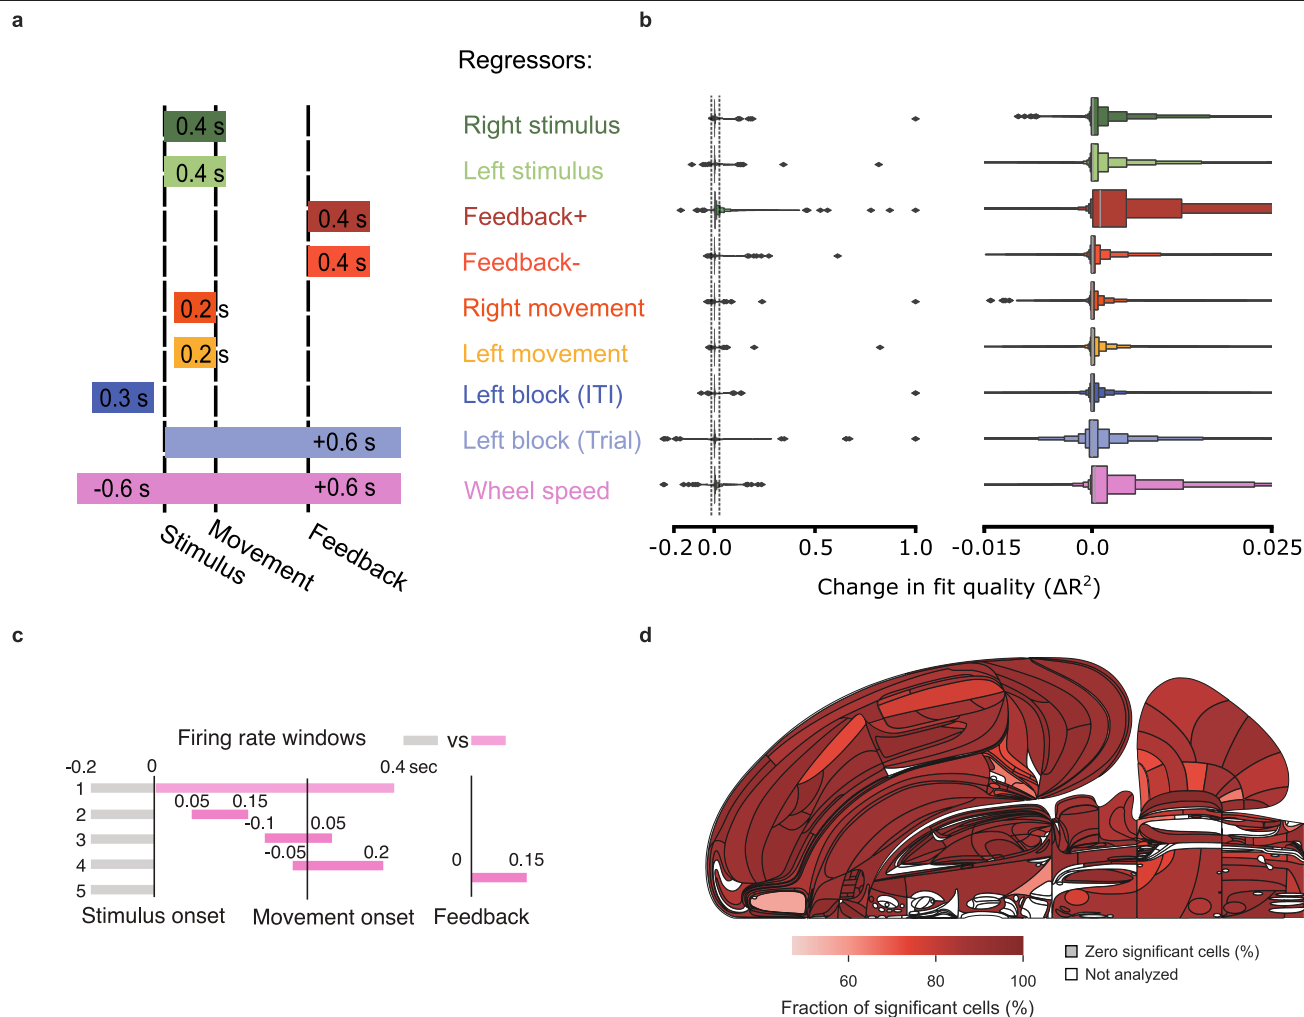 a
b
Regressors:
0.4 s
Right stimulus
0.4 s
Left stimulus
0.4 s
Feedback+
0.4 s
Feedback-
0.2 s
Right movement
0.2 s
Left movement
0.3 s
Left block (ITI)
+0.6 s
Left block (Trial)
-0.6 s
+0.6 s
Wheel speed
Stimulus
Movement
Feedback
-0.2 0.0 0.5 1.0
-0.015 0.0 0.025
Change in fit quality (ΔR²)
c
d
Firing rate windows
vs
-0.2 0 0.4 sec
1
0.05 0.15
2
-0.1 0.05
3
-0.05 0.2
4
0 0.15
5
Stimulus onset Movement onset Feedback
60 80 100
Fraction of significant cells (%)
Zero significant cells (%)
Not analyzed